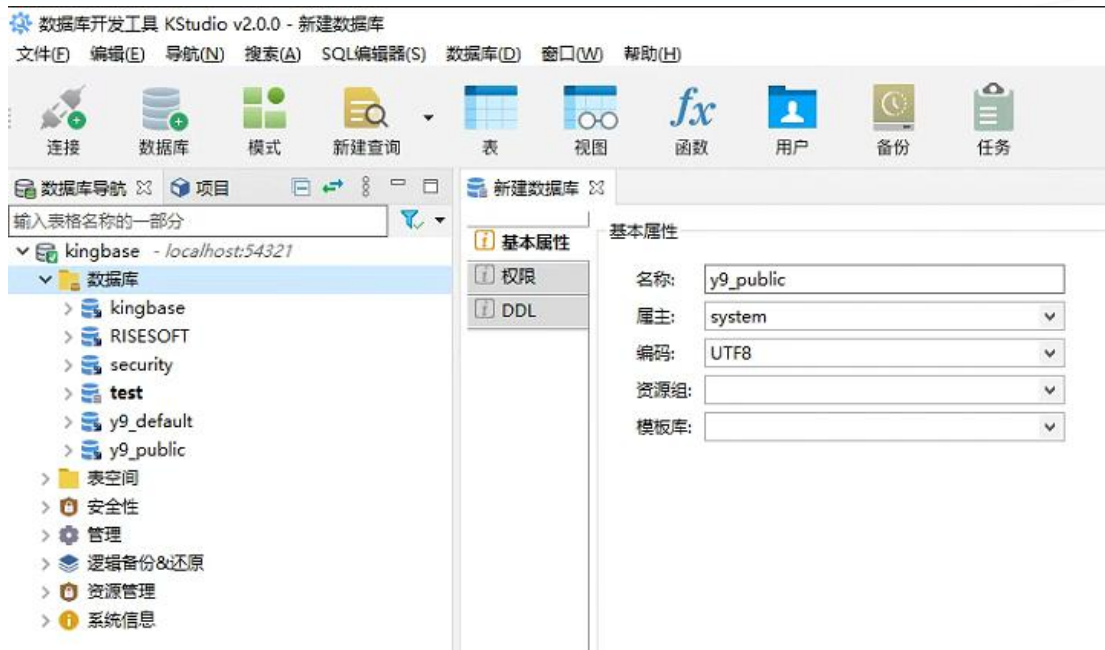 数据库开发工具 KStudio v2.0.0 - 新建数据库
文件(F) 编辑(E) 导航(N) 搜索(A) SQL编辑器(S) 数据库(D) 窗口(W) 帮助(H)
连接 数据库 模式 新建查询 表 视图 函数 用户 备份 任务
数据库导航 项目
新建数据库
输入表格名称的一部分
kingbase - localhost:54321
数据库
kingbase
RISESOFT
security
test
y9_default
y9_public
表空间
安全性
管理
逻辑备份&还原
资源管理
系统信息
基本属性
权限
DDL
基本属性
名称: y9_public
属主: system
编码: UTF8
资源组:
模板库: